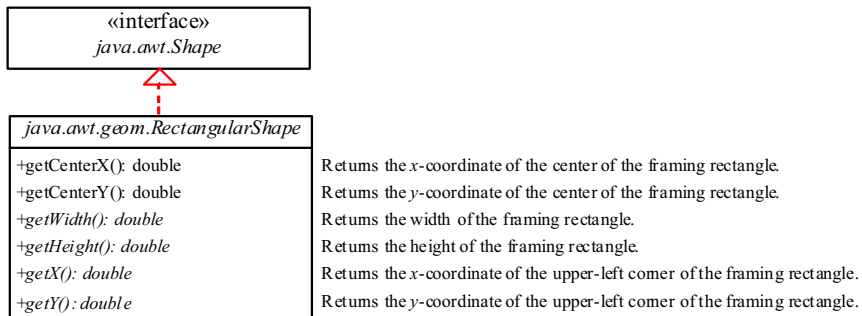 «interface»
java.awt.Shape
java.awt.geom.RectangularShape
+getCenterX(): double Returns the x-coordinate of the center of the framing rectangle.
+getCenterY(): double Returns the y-coordinate of the center of the framing rectangle.
+getWidth(): double Returns the width of the framing rectangle.
+getHeight(): double Returns the height of the framing rectangle.
+getX(): double Returns the x-coordinate of the upper-left corner of the framing rectangle.
+getY(): double Returns the y-coordinate of the upper-left corner of the framing rectangle.